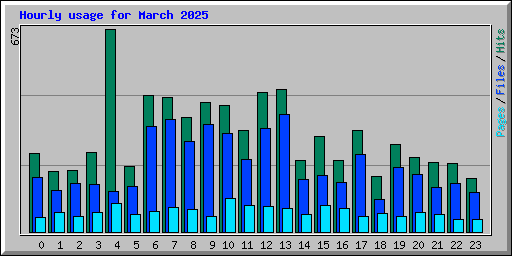 Hourly usage for March 2025
673
Pages / Files / Hits
0 1 2 3 4 5 6 7 8 9 10 11 12 13 14 15 16 17 18 19 20 21 22 23